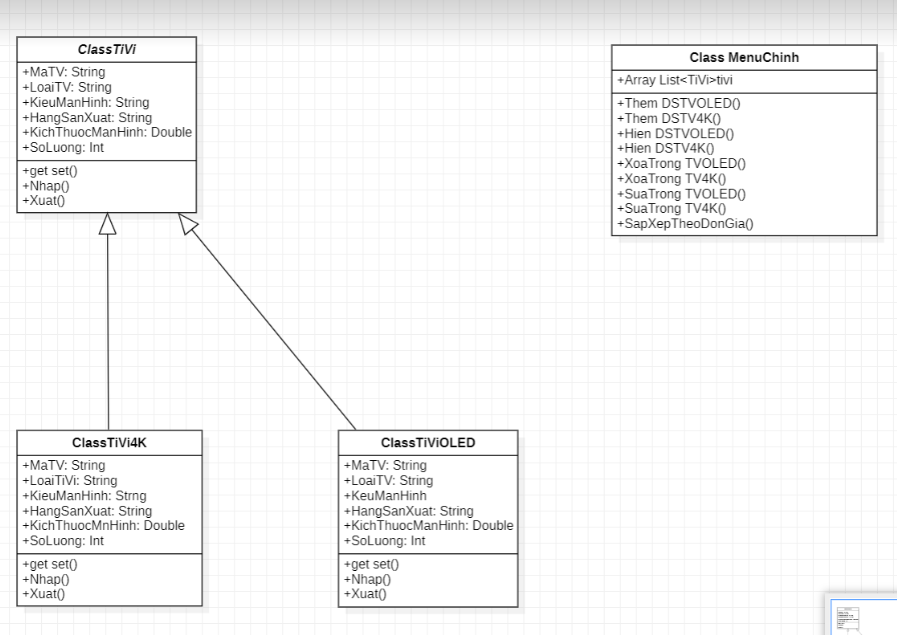 ClassTiVi
+MaTV: String
+LoaiTV: String
+KieuManHinh: String
+HangSanXuat: String
+KichThuocManHinh: Double
+SoLuong: Int
+get set()
+Nhap()
+Xuat()
Class MenuChinh
+Array List<TiVi>tivi
+Them DSTVOLED()
+Them DSTV4K()
+Hien DSTVOLED()
+Hien DSTV4K()
+XoaTrong TVOLED()
+XoaTrong TV4K()
+SuaTrong TVOLED()
+SuaTrong TV4K()
+SapXepTheoDonGia()
ClassTiVi4K
+MaTV: String
+LoaiTiVi: String
+KieuManHinh: Strng
+HangSanXuat: String
+KichThuocMnHinh: Double
+SoLuong: Int
+get set()
+Nhap()
+Xuat()
ClassTiViOLED
+MaTV: String
+LoaiTV: String
+KeuManHinh
+HangSanXuat: String
+KichThuocManHinh: Double
+SoLuong: Int
+get set()
+Nhap()
+Xuat()